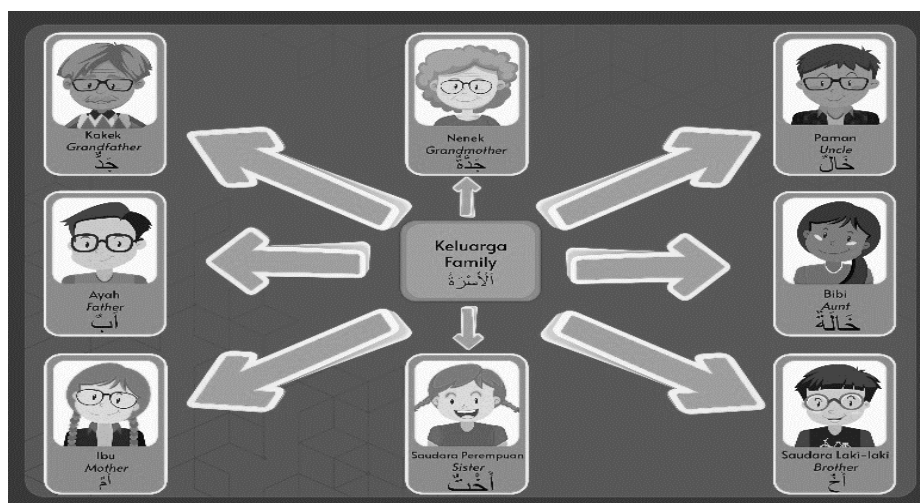 Kakek
Grandfather
جَدٌّ
Nenek
Grandmother
جَدَّةٌ
Paman
Uncle
خَالٌ
Ayah
Father
أَبٌ
Keluarga
Family
اَلْأُسْرَةُ
Bibi
Aunt
خَالَةٌ
Ibu
Mother
أُمٌّ
Saudara Perempuan
Sister
أُخْتٌ
Saudara Laki-laki
Brother
أَخٌ